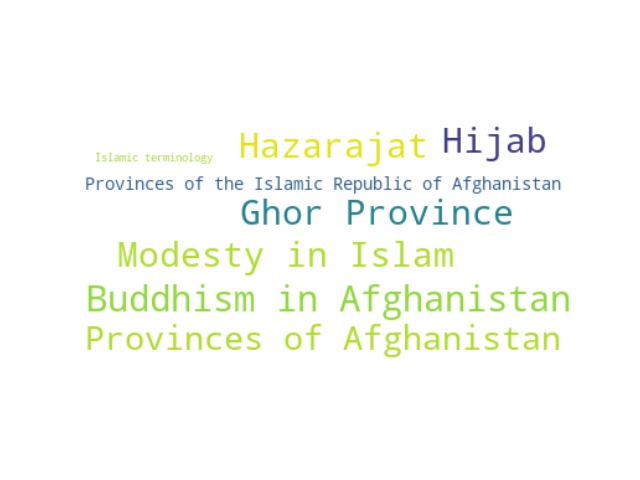 Islamic terminology Hazarajat Hijab
Provinces of the Islamic Republic of Afghanistan
Ghor Province
Modesty in Islam
Buddhism in Afghanistan
Provinces of Afghanistan